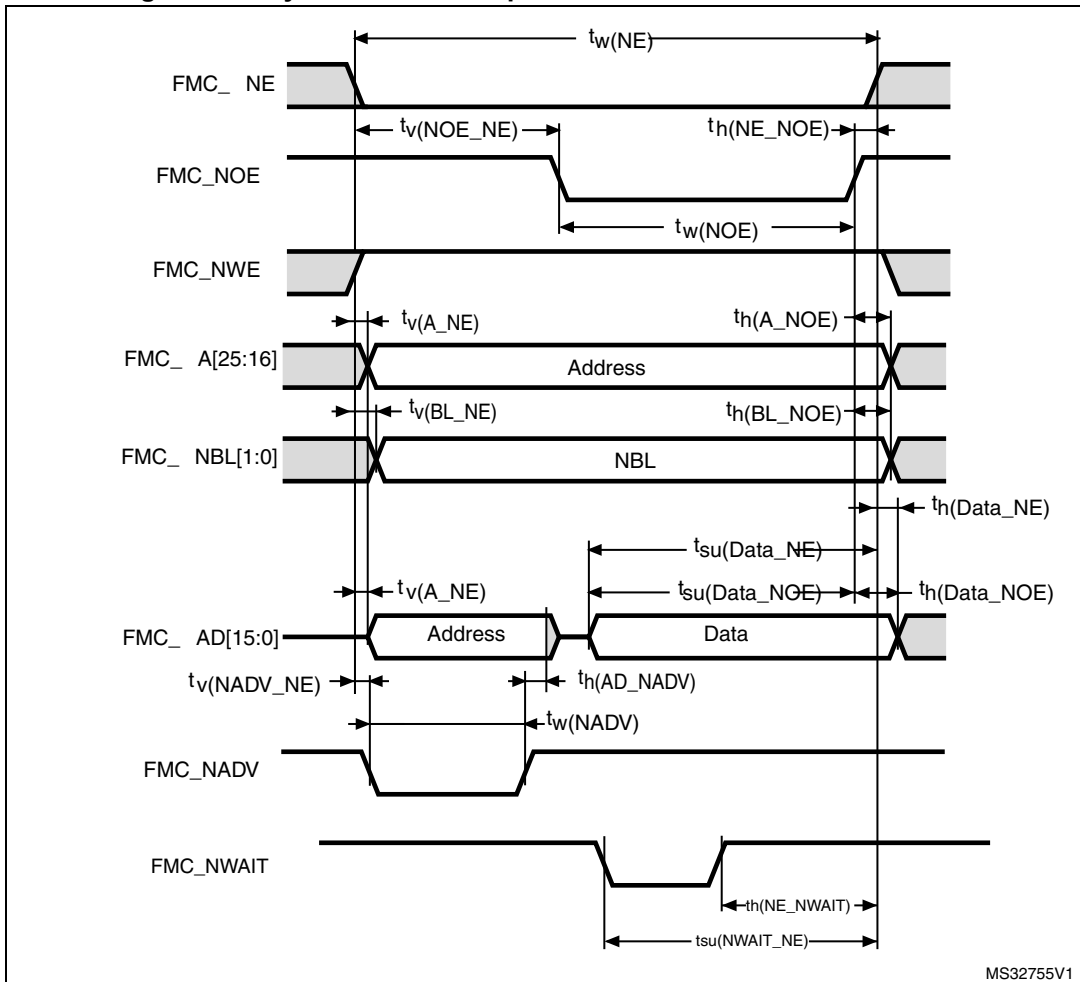 tw(NE)
FMC_ NE
tv(NOE_NE)
th(NE_NOE)
FMC_NOE
tw(NOE)
FMC_NWE
tv(A_NE)
th(A_NOE)
FMC_ A[25:16]
Address
tv(BL_NE)
th(BL_NOE)
FMC_ NBL[1:0]
NBL
th(Data_NE)
tsu(Data_NE)
tv(A_NE)
tsu(Data_NOE)
th(Data_NOE)
FMC_ AD[15:0]
Address
Data
tv(NADV_NE)
th(AD_NADV)
tw(NADV)
FMC_NADV
FMC_NWAIT
th(NE_NWAIT)
tsu(NWAIT_NE)
MS32755V1